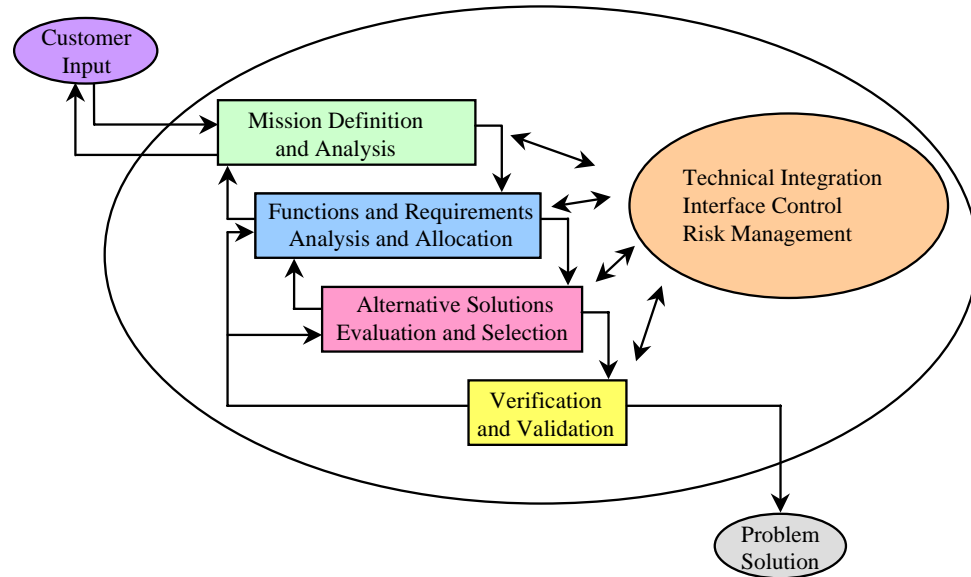 Customer
Input
Mission Definition
and Analysis
Functions and Requirements
Analysis and Allocation
Technical Integration
Interface Control
Risk Management
Alternative Solutions
Evaluation and Selection
Verification
and Validation
Problem
Solution